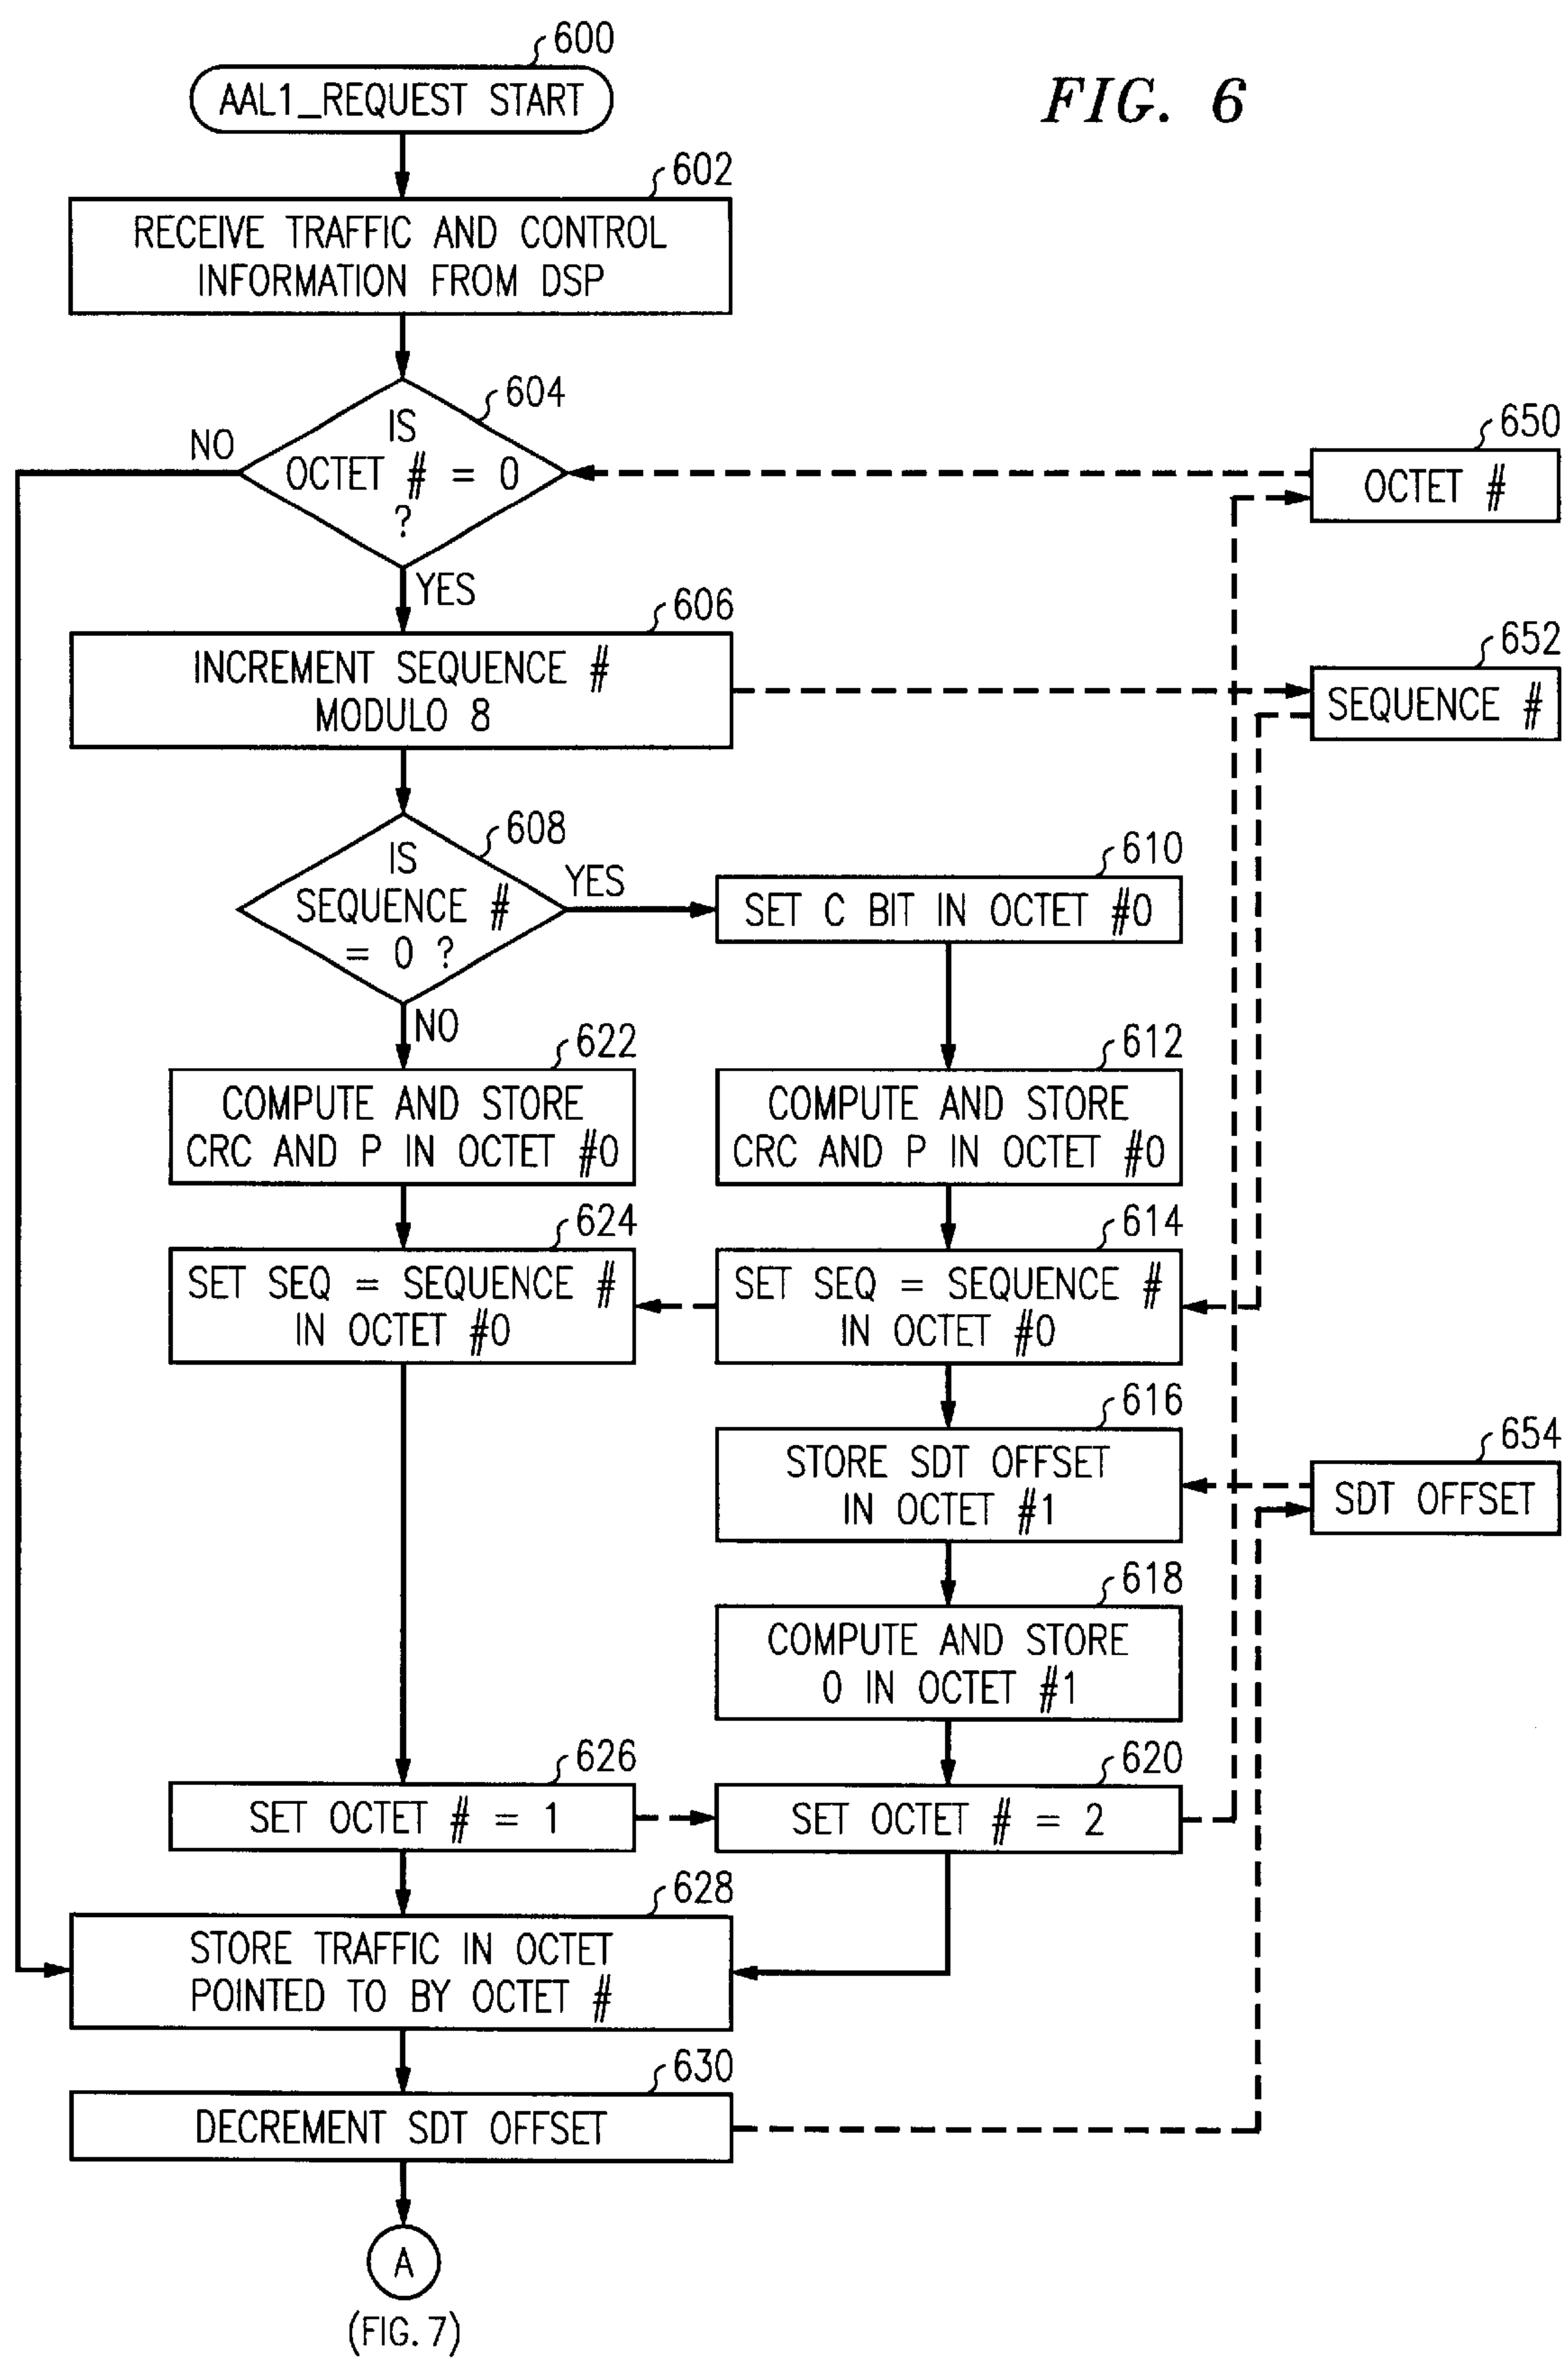 FIG. 6
600
AAL1_REQUEST START
602
RECEIVE TRAFFIC AND CONTROL
INFORMATION FROM DSP
604
IS
OCTET # = 0
?
NO
YES
650
OCTET #
606
INCREMENT SEQUENCE #
MODULO 8
652
SEQUENCE #
608
IS
SEQUENCE #
= 0 ?
YES
NO
610
SET C BIT IN OCTET #0
622
COMPUTE AND STORE
CRC AND P IN OCTET #0
612
COMPUTE AND STORE
CRC AND P IN OCTET #0
624
SET SEQ = SEQUENCE #
IN OCTET #0
614
SET SEQ = SEQUENCE #
IN OCTET #0
616
STORE SDT OFFSET
IN OCTET #1
654
SDT OFFSET
618
COMPUTE AND STORE
0 IN OCTET #1
626
SET OCTET # = 1
620
SET OCTET # = 2
628
STORE TRAFFIC IN OCTET
POINTED TO BY OCTET #
630
DECREMENT SDT OFFSET
A
(FIG. 7)